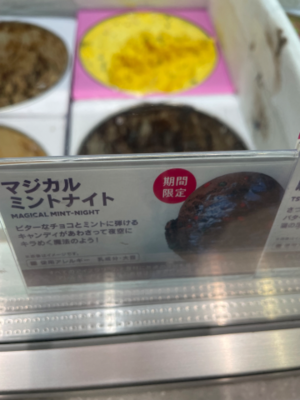 マジカル
ミントナイト
MAGICAL MINT-NIGHT
期間
限定
ビターなチョコとミントに弾ける
キャンディがあわさって夜空に
キラめく魔法のよう!